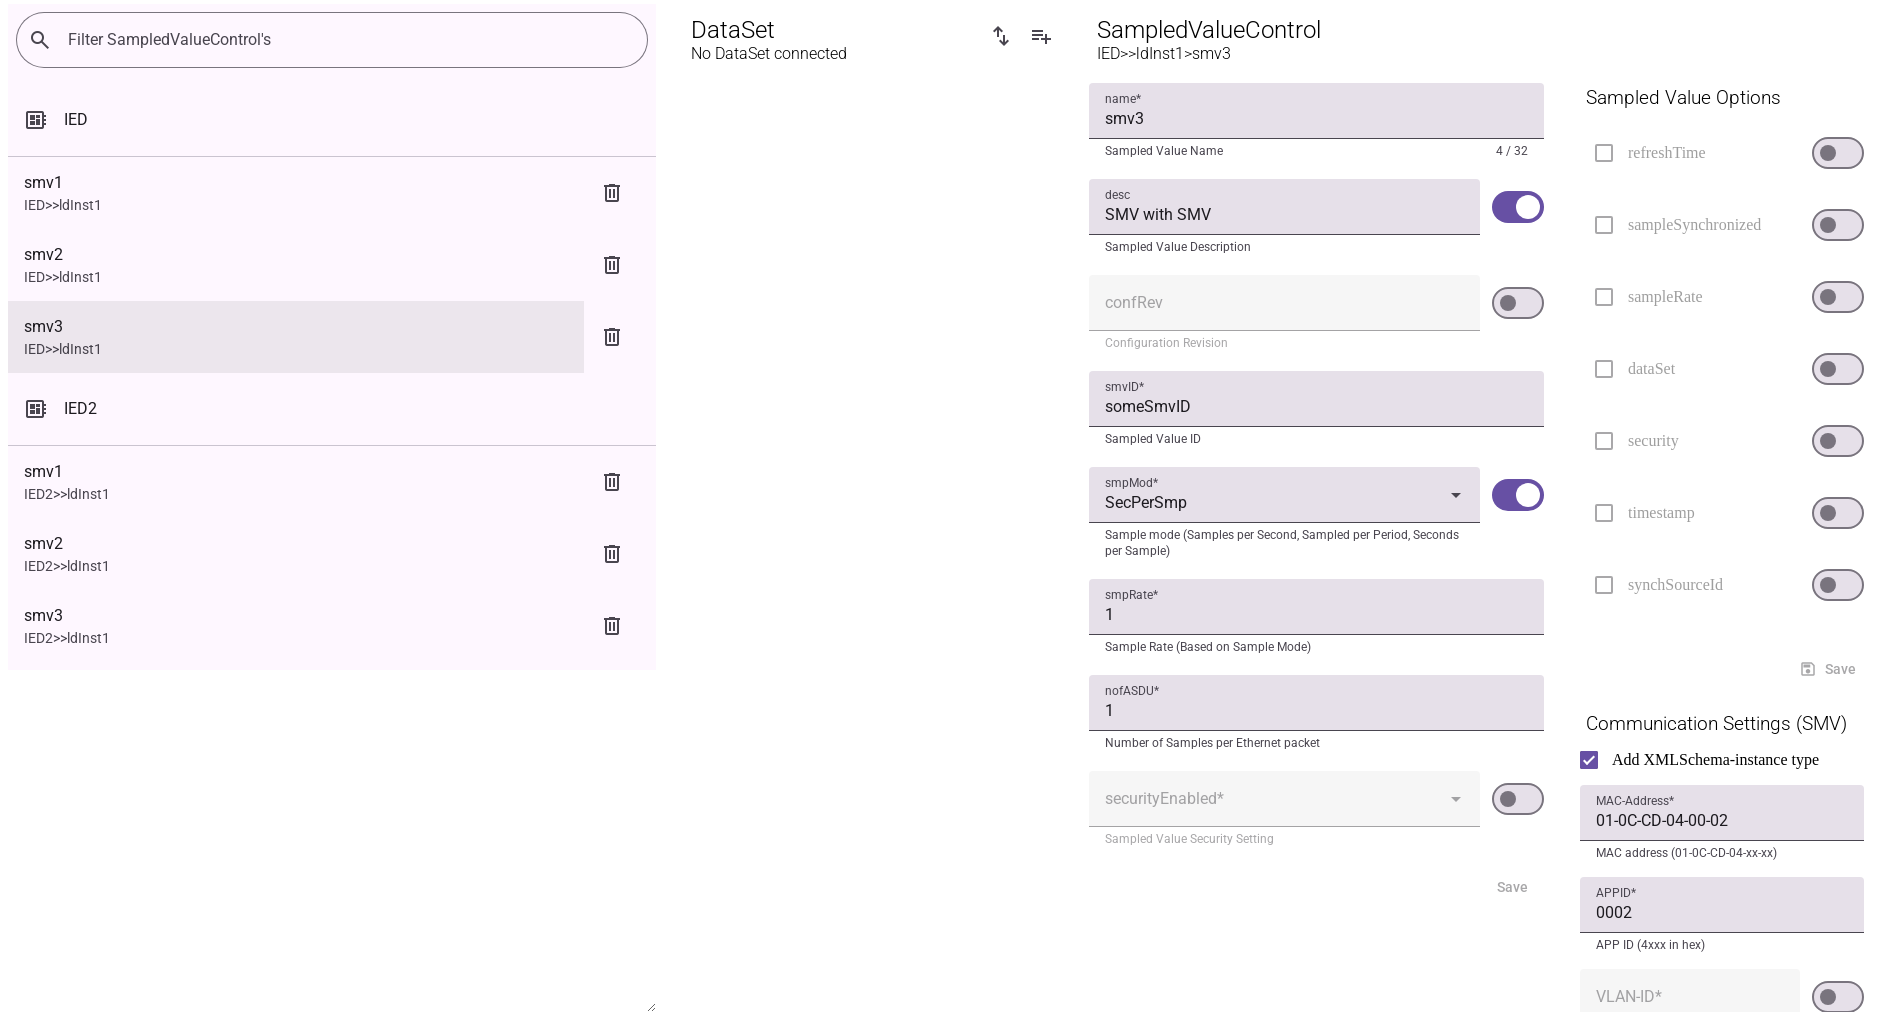 Filter SampledValueControl's
IED
smv1
IED>>ldInst1
smv2
IED>>ldInst1
smv3
IED>>ldInst1
IED2
smv1
IED2>>ldInst1
smv2
IED2>>ldInst1
smv3
IED2>>ldInst1
DataSet
No DataSet connected
SampledValueControl
IED>>ldInst1>smv3
name*
smv3
Sampled Value Name 4 / 32
desc
SMV with SMV
Sampled Value Description
confRev
Configuration Revision
smvID*
someSmvID
Sampled Value ID
smpMod*
SecPerSmp
Sample mode (Samples per Second, Sampled per Period, Seconds
per Sample)
smpRate*
1
Sample Rate (Based on Sample Mode)
nofASDU*
1
Number of Samples per Ethernet packet
securityEnabled*
Sampled Value Security Setting
Save
Sampled Value Options
refreshTime
sampleSynchronized
sampleRate
dataSet
security
timestamp
synchSourceId
Save
Communication Settings (SMV)
Add XMLSchema-instance type
MAC-Address*
01-0C-CD-04-00-02
MAC address (01-0C-CD-04-xx-xx)
APPID*
0002
APP ID (4xxx in hex)
VLAN-ID*